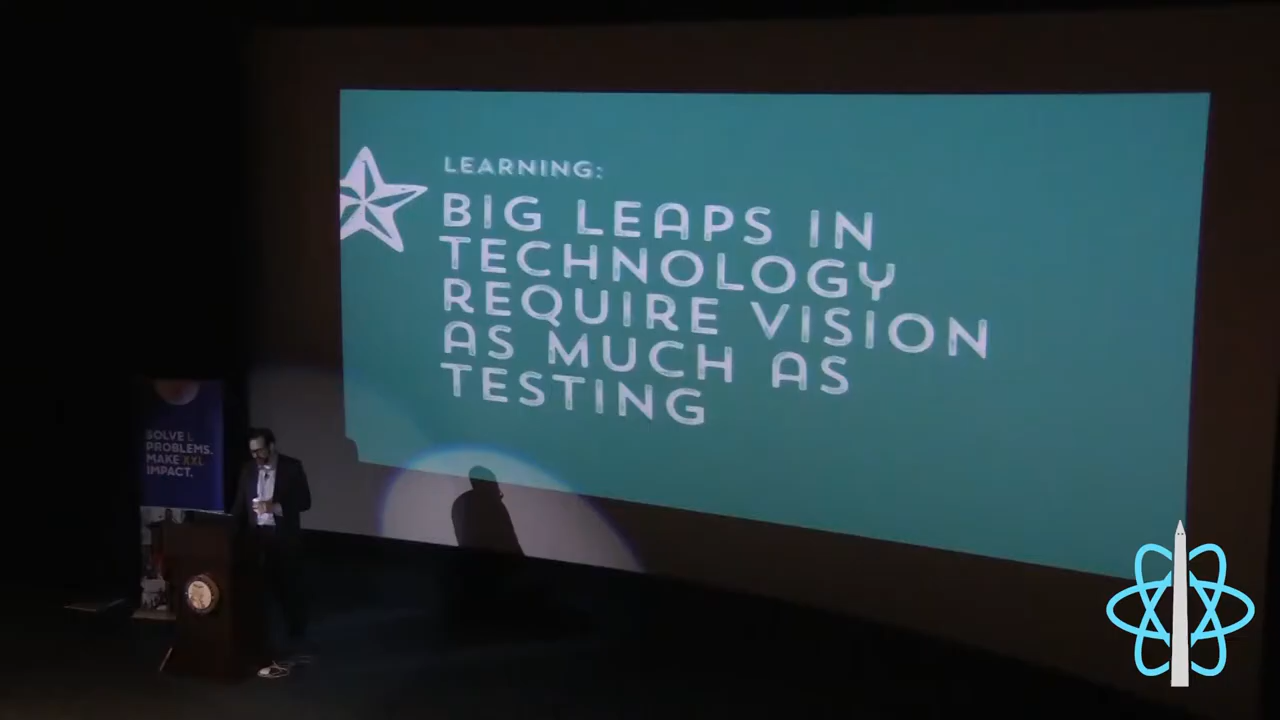 LEARNING:
BIG LEAPS IN
TECHNOLOGY
REQUIRE VISION
AS MUCH AS
TESTING
SOLVE L
PROBLEMS.
MAKE XXL
IMPACT.